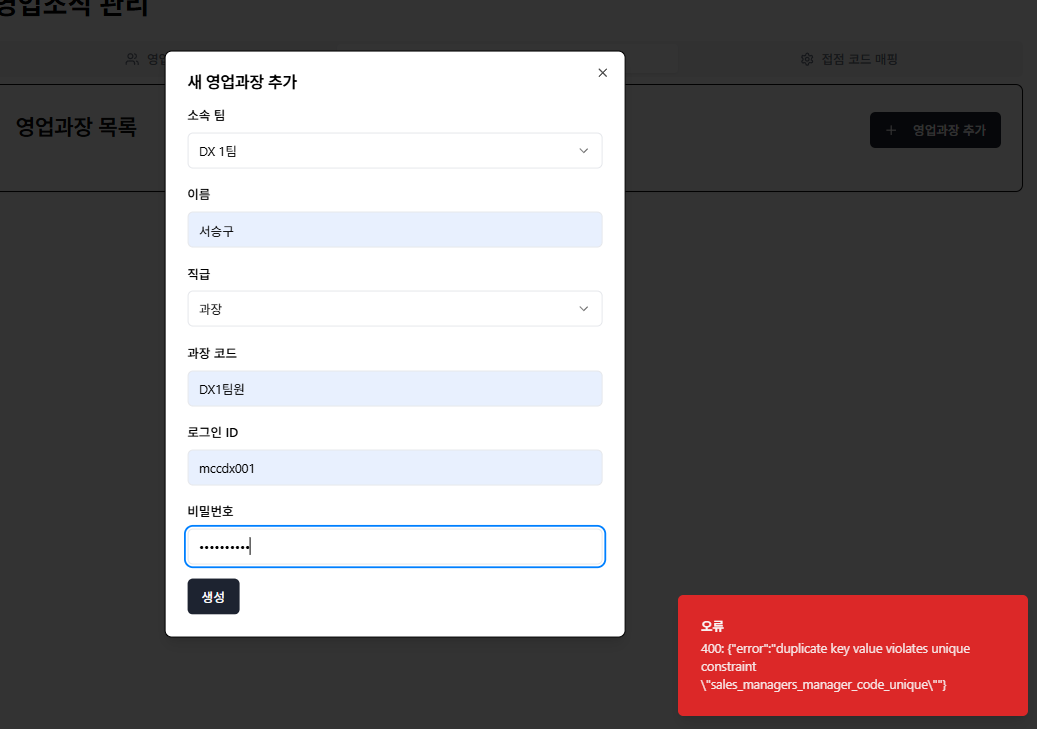 영업조직 관리
영업
접점 코드 매핑
영업과장 목록
+ 영업과장 추가
새 영업과장 추가
소속 팀
DX 1팀
이름
서승구
직급
과장
과장 코드
DX1팀원
로그인 ID
mccdx001
비밀번호
••••••••••
생성
오류
400: {"error":"duplicate key value violates unique
constraint
\"sales_managers_manager_code_unique\""}